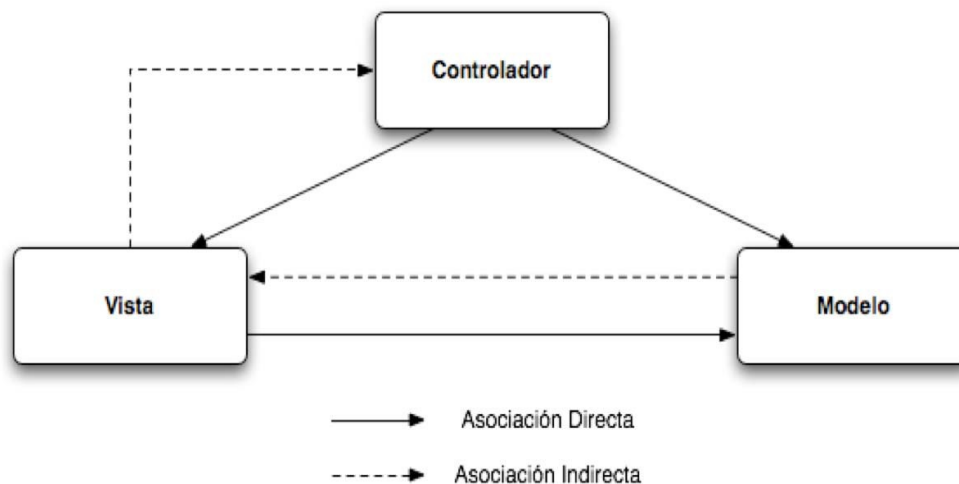 Controlador
Vista
Modelo
Asociación Directa
Asociación Indirecta